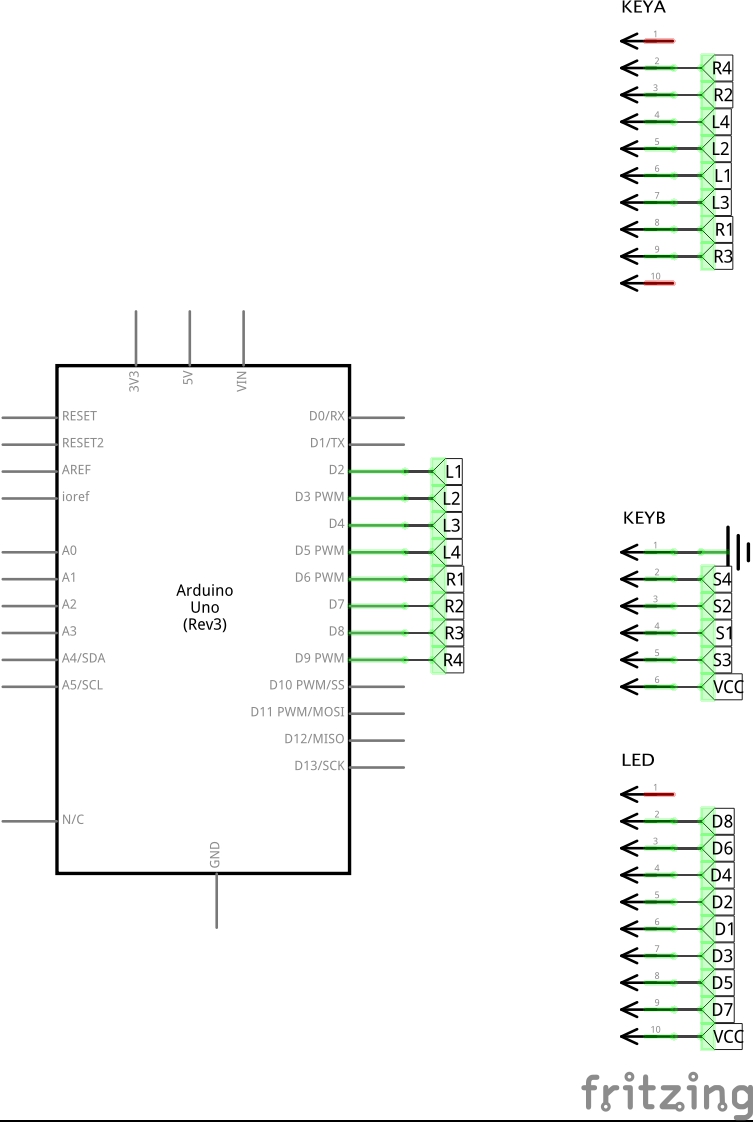 KEYA
1
2 R4
3 R2
4 L4
5 L2
6 L1
7 L3
8 R1
9 R3
10
3V3 5V VIN
RESET D0/RX
RESET2 D1/TX
AREF D2 L1
ioref D3 PWM L2
D4 L3
A0 D5 PWM L4
A1 D6 PWM R1
A2 D7 R2
A3 D8 R3
A4/SDA D9 PWM R4
A5/SCL D10 PWM/SS
D11 PWM/MOSI
D12/MISO
D13/SCK
N/C
GND
Arduino
Uno
(Rev3)
KEYB
1
2 S4
3 S2
4 S1
5 S3
6 VCC
LED
1
2 D8
3 D6
4 D4
5 D2
6 D1
7 D3
8 D5
9 D7
10 VCC
fritzing